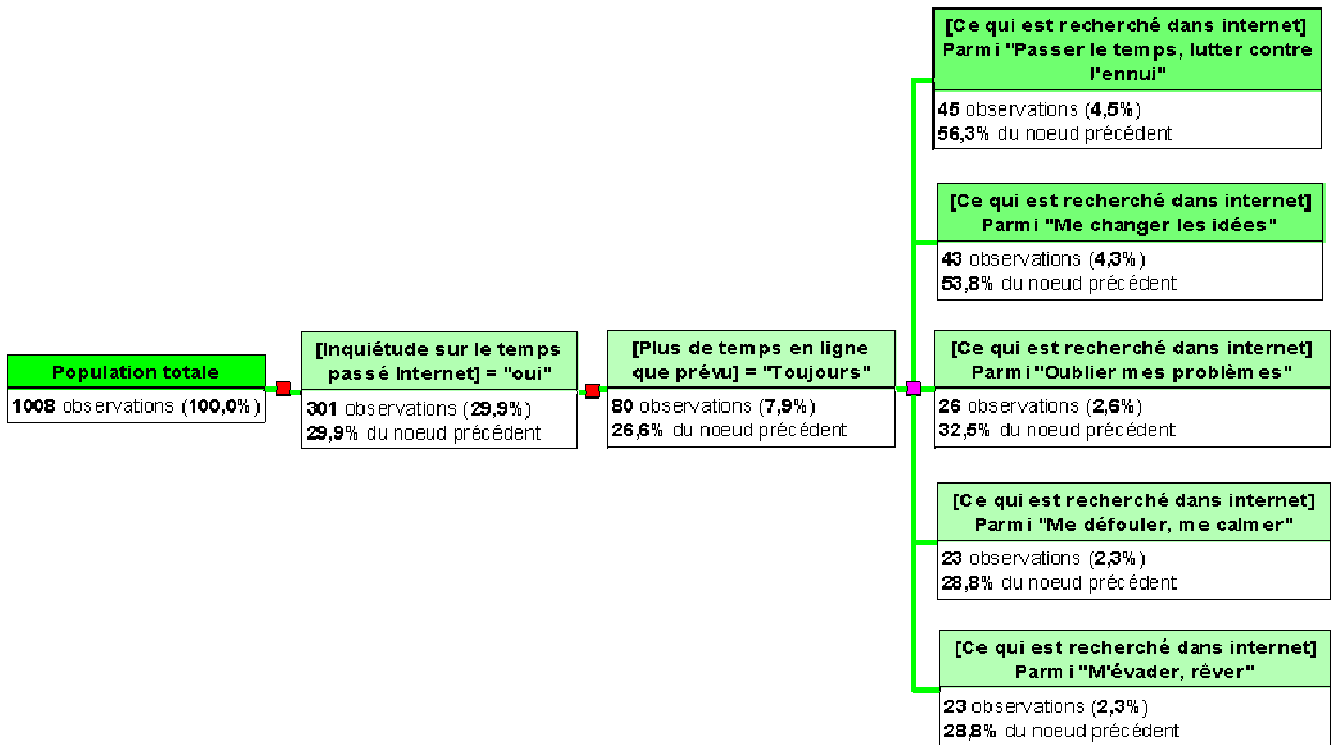 Population totale
1008 observations (100,0%)
[Inquiétude sur le temps
passé Internet] = "oui"
301 observations (29,9%)
29,9% du noeud précédent
[Plus de temps en ligne
que prévu] = "Toujours"
80 observations (7,9%)
26,6% du noeud précédent
[Ce qui est recherché dans internet]
Parmi "Passer le temps, lutter contre
l'ennui"
45 observations (4,5%)
56,3% du noeud précédent
[Ce qui est recherché dans internet]
Parmi "Me changer les idées"
43 observations (4,3%)
53,8% du noeud précédent
[Ce qui est recherché dans internet]
Parmi "Oublier mes problèmes"
26 observations (2,6%)
32,5% du noeud précédent
[Ce qui est recherché dans internet]
Parmi "Me défouler, me calmer"
23 observations (2,3%)
28,8% du noeud précédent
[Ce qui est recherché dans internet]
Parmi "M'évader, rêver"
23 observations (2,3%)
28,8% du noeud précédent